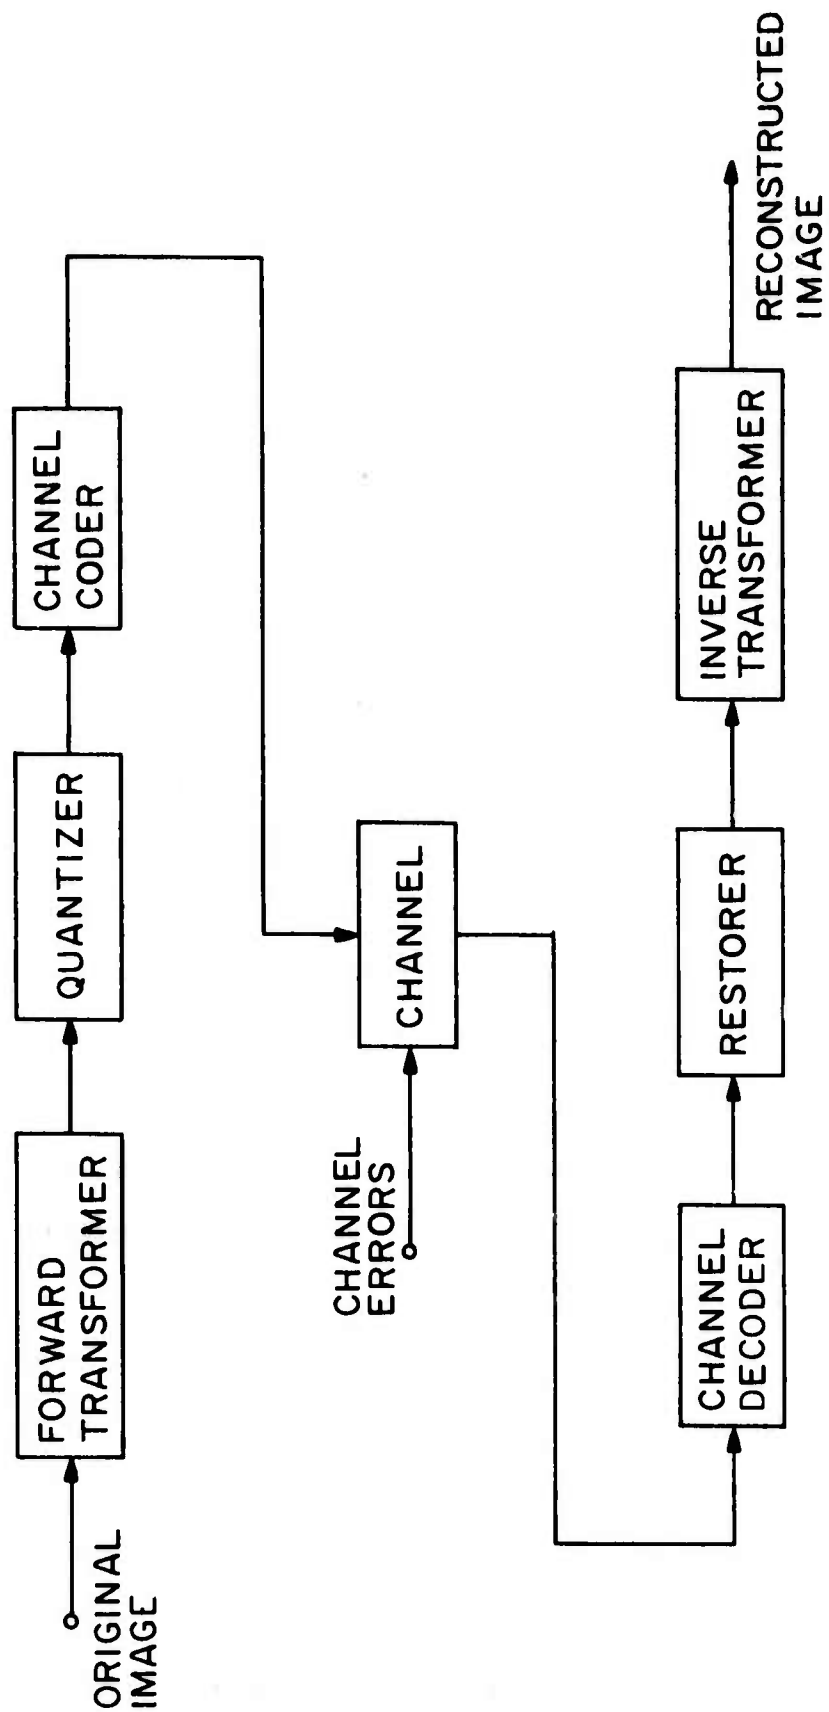 ORIGINAL
IMAGE
FORWARD
TRANSFORMER
QUANTIZER
CHANNEL
CODER
CHANNEL
ERRORS
CHANNEL
CHANNEL
DECODER
RESTORER
INVERSE
TRANSFORMER
RECONSTRUCTED
IMAGE